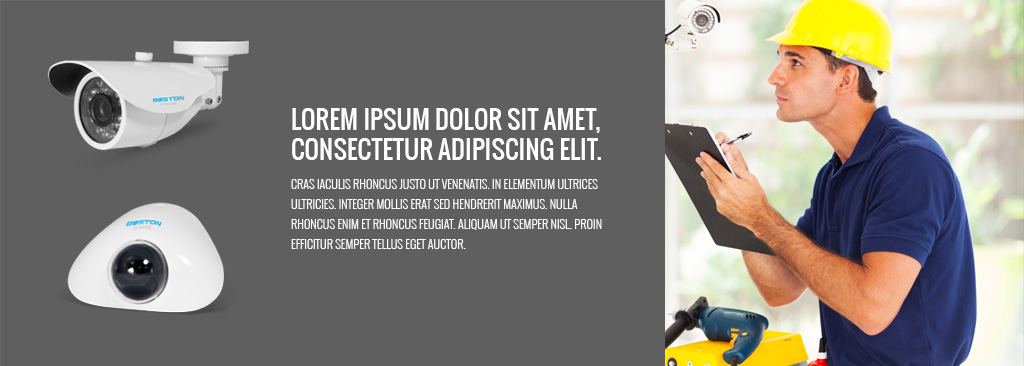 BOSTON
BOSTON
LOREM IPSUM DOLOR SIT AMET,
CONSECTETUR ADIPISCING ELIT.
CRAS IACULIS RHONCUS JUSTO UT VENENATIS. IN ELEMENTUM ULTRICES
ULTRICIES. INTEGER MOLLIS ERAT SED HENDRERIT MAXIMUS. NULLA
RHONCUS ENIM ET RHONCUS FEUGIAT. ALIQUAM UT SEMPER NISL. PROIN
EFFICITUR SEMPER TELLUS EGET AUCTOR.